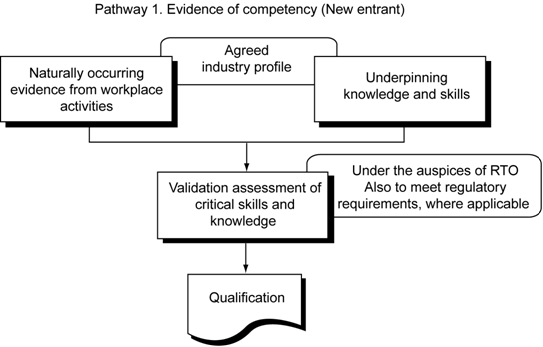 Pathway 1. Evidence of competency (New entrant)
Agreed
industry profile
Naturally occurring
evidence from workplace
activities
Underpinning
knowledge and skills
Validation assessment of
critical skills and
knowledge
Under the auspices of RTO
Also to meet regulatory
requirements, where applicable
Qualification